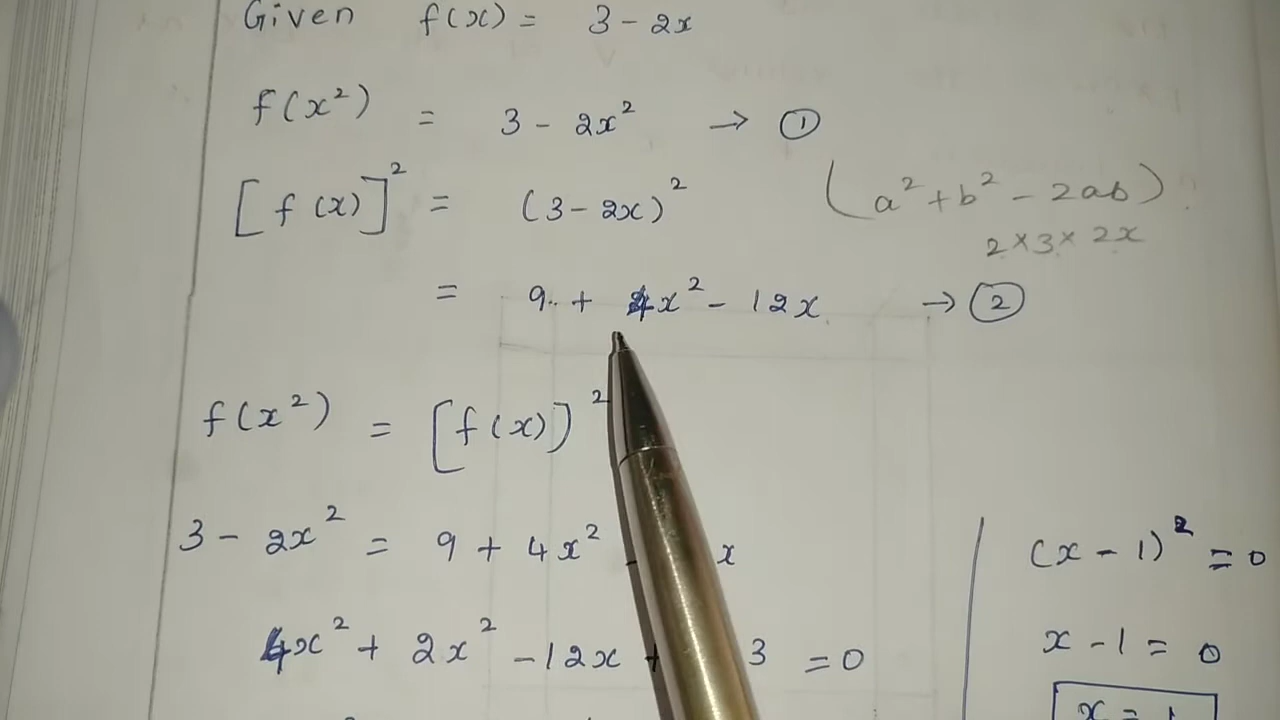 Given f(x) = 3 - 2x
f(x²) = 3 - 2x² → ①
[f(x)]² = (3 - 2x)² (a² + b² - 2ab)
2 × 3 × 2x
= 9 + 4x² - 12x → ②
f(x²) = [f(x)]²
3 - 2x² = 9 + 4x² x
4x² + 2x² - 12x 3 = 0
(x - 1)² = 0
x - 1 = 0
x = 1